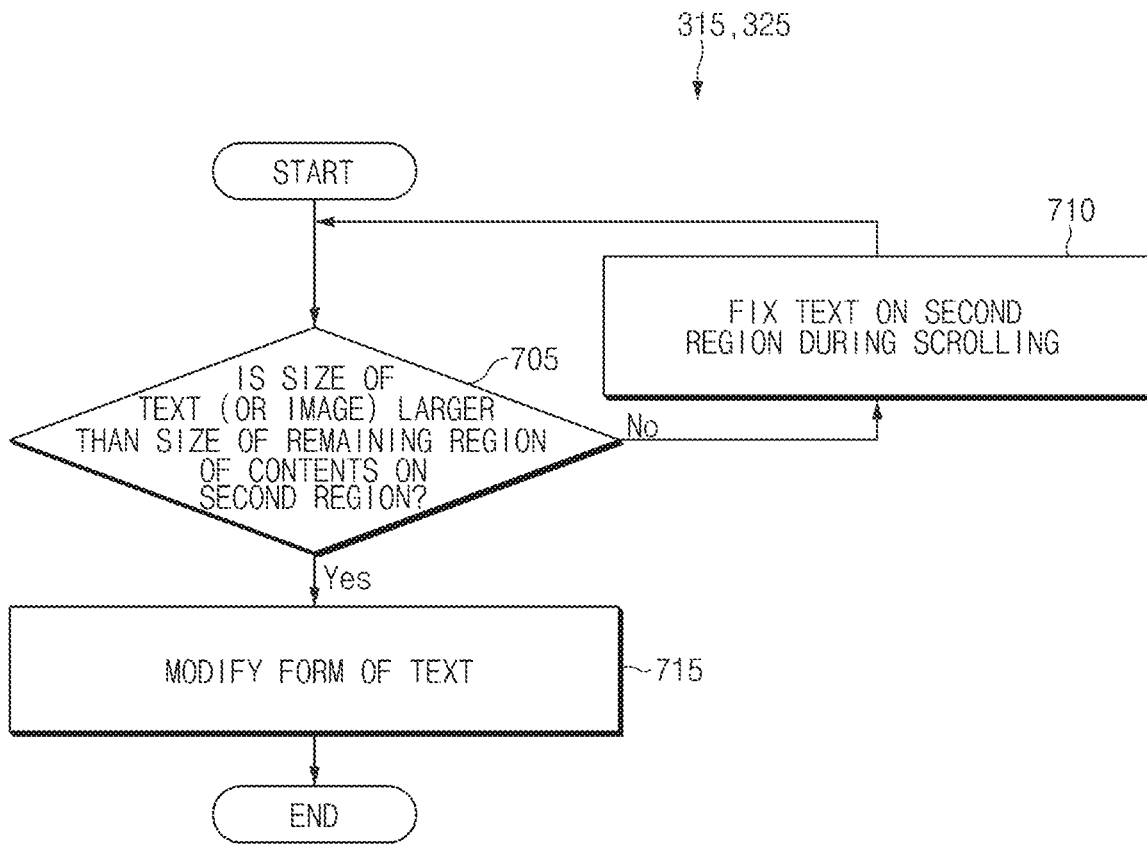 315,325
START
710
FIX TEXT ON SECOND
REGION DURING SCROLLING
705
IS SIZE OF
TEXT (OR IMAGE) LARGER
THAN SIZE OF REMAINING REGION
OF CONTENTS ON
SECOND REGION?
No
Yes
MODIFY FORM OF TEXT
715
END